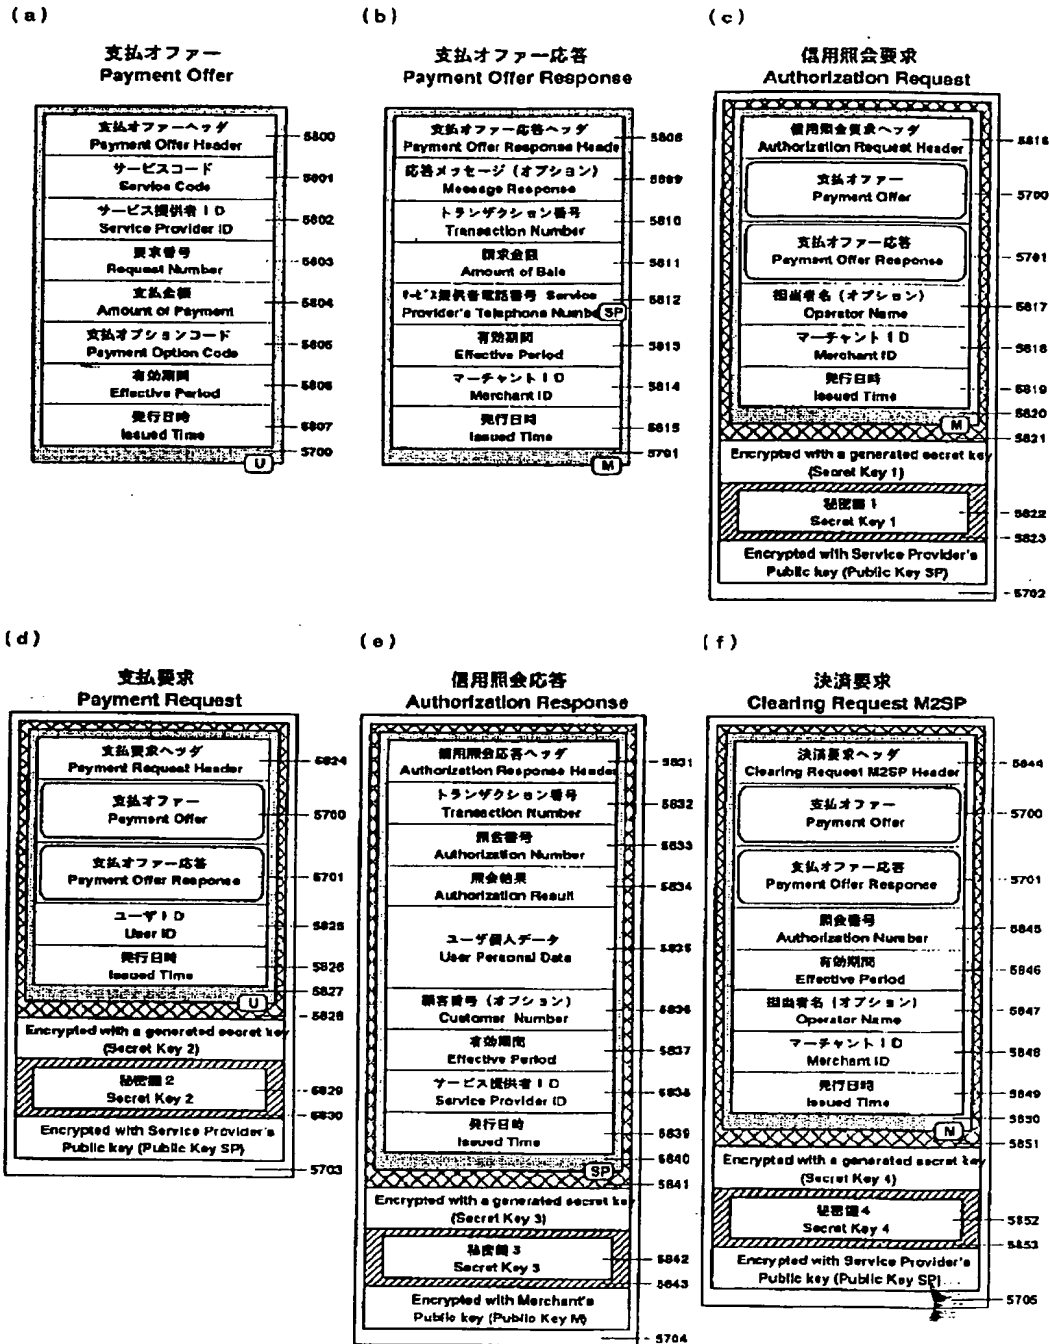 (a)
支払オファー
Payment Offer
支払オファーヘッダ
Payment Offer Header
5800
サービスコード
Service Code
5801
サービス提供者ID
Service Provider ID
5802
要求番号
Request Number
5803
支払金額
Amount of Payment
5804
支払オプションコード
Payment Option Code
5805
有効期間
Effective Period
5806
発行日時
Issued Time
5807
5700
U
(b)
支払オファー応答
Payment Offer Response
支払オファー応答ヘッダ
Payment Offer Response Heade
5808
応答メッセージ(オプション)
Message Response
5809
トランザクション番号
Transaction Number
5810
請求金額
Amount of Sale
5811
サービス提供者電話番号 Service
Provider's Telephone Numbe
SP
5812
有効期間
Effective Period
5813
マーチャントID
Merchant ID
5814
発行日時
Issued Time
5815
5701
M
(c)
信用照会要求
Authorization Request
信用照会要求ヘッダ
Authorization Request Header
5816
支払オファー
Payment Offer
5700
支払オファー応答
Payment Offer Response
5701
担当者名(オプション)
Operator Name
5817
マーチャントID
Merchant ID
5818
発行日時
Issued Time
5819
5820
M
5821
Encrypted with a generated secret key
(Secret Key 1)
秘密鍵1
Secret Key 1
5822
5823
Encrypted with Service Provider's
Public key (Public Key SP)
5702
(d)
支払要求
Payment Request
支払要求ヘッダ
Payment Request Header
5824
支払オファー
Payment Offer
5700
支払オファー応答
Payment Offer Response
5701
ユーザID
User ID
5825
発行日時
Issued Time
5826
5827
U
5828
Encrypted with a generated secret key
(Secret Key 2)
秘密鍵2
Secret Key 2
5829
5830
Encrypted with Service Provider's
Public key (Public Key SP)
5703
(e)
信用照会応答
Authorization Response
信用照会応答ヘッダ
Authorization Response Header
5831
トランザクション番号
Transaction Number
5832
照会番号
Authorization Number
5833
照会結果
Authorization Result
5834
ユーザ個人データ
User Personal Data
5835
顧客番号(オプション)
Customer Number
5836
有効期間
Effective Period
5837
サービス提供者ID
Service Provider ID
5838
発行日時
Issued Time
5839
5840
SP
5841
Encrypted with a generated secret key
(Secret Key 3)
秘密鍵3
Secret Key 3
5842
5843
Encrypted with Merchant's
Public key (Public Key M)
5704
(f)
決済要求
Clearing Request M2SP
決済要求ヘッダ
Clearing Request M2SP Header
5844
支払オファー
Payment Offer
5700
支払オファー応答
Payment Offer Response
5701
照会番号
Authorization Number
5845
有効期間
Effective Period
5846
担当者名(オプション)
Operator Name
5847
マーチャントID
Merchant ID
5848
発行日時
Issued Time
5849
5850
5851
Encrypted with a generated secret key
(Secret Key 4)
秘密鍵4
Secret Key 4
5852
5853
Encrypted with Service Provider's
Public key (Public Key SP)
5705